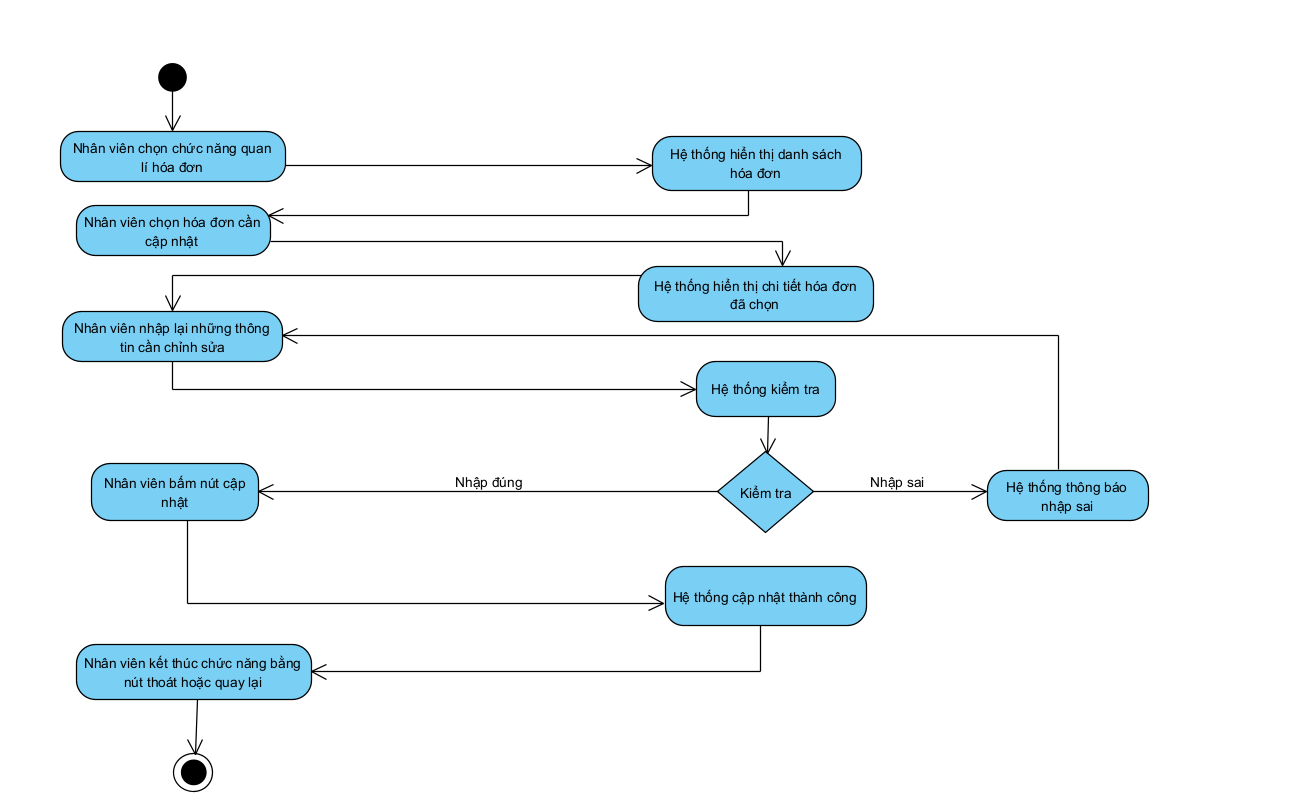 Nhân viên chọn chức năng quan
lí hóa đơn
Hệ thống hiển thị danh sách
hóa đơn
Nhân viên chọn hóa đơn cần
cập nhật
Hệ thống hiển thị chi tiết hóa đơn
đã chọn
Nhân viên nhập lại những thông
tin cần chỉnh sửa
Hệ thống kiểm tra
Nhân viên bấm nút cập
nhật
Nhập đúng
Kiểm tra
Nhập sai
Hệ thống thông báo
nhập sai
Hệ thống cập nhật thành công
Nhân viên kết thúc chức năng bằng
nút thoát hoặc quay lại